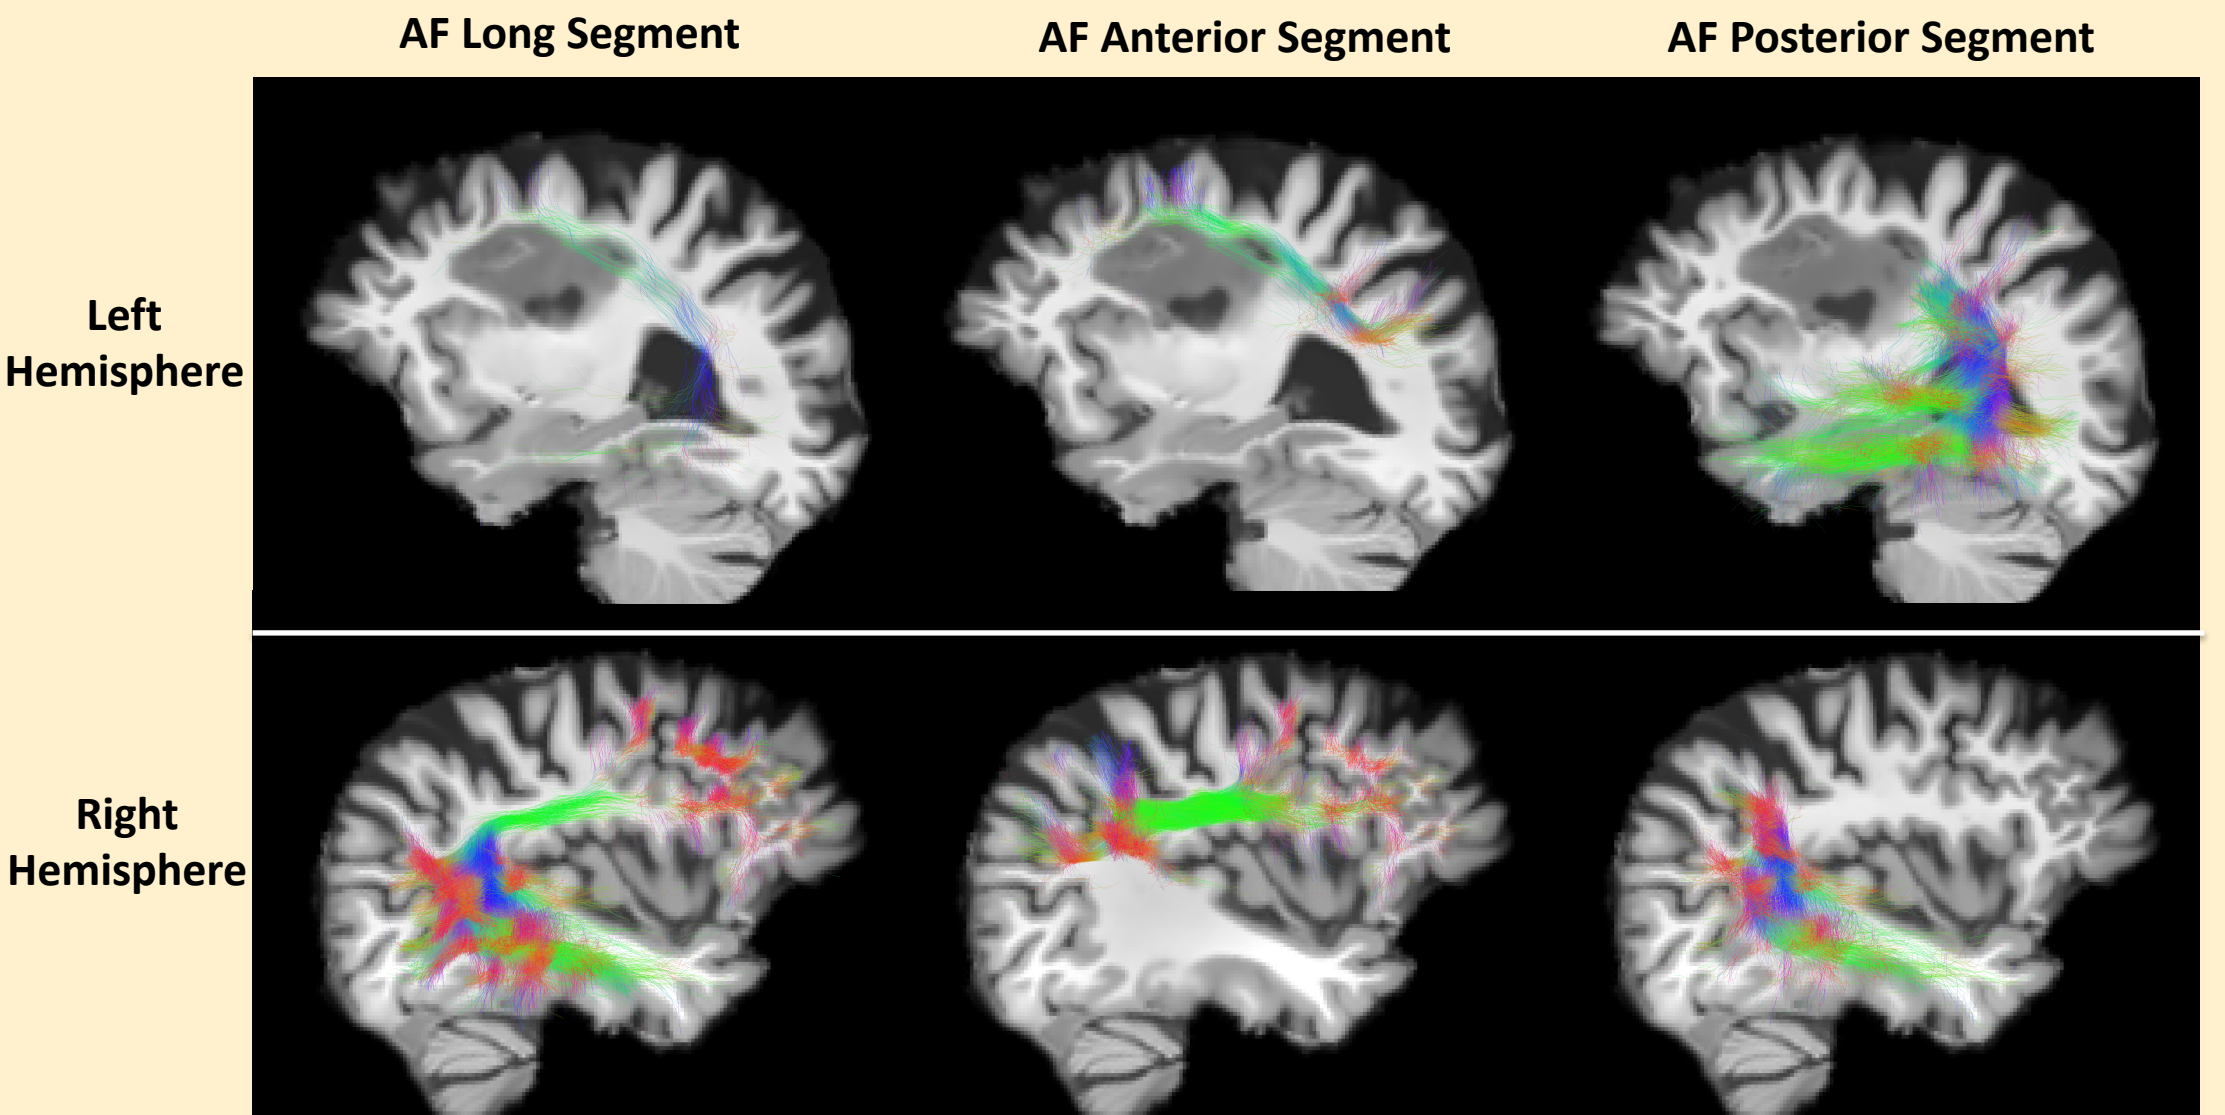 AF Long Segment
AF Anterior Segment
AF Posterior Segment
Left
Hemisphere
Right
Hemisphere